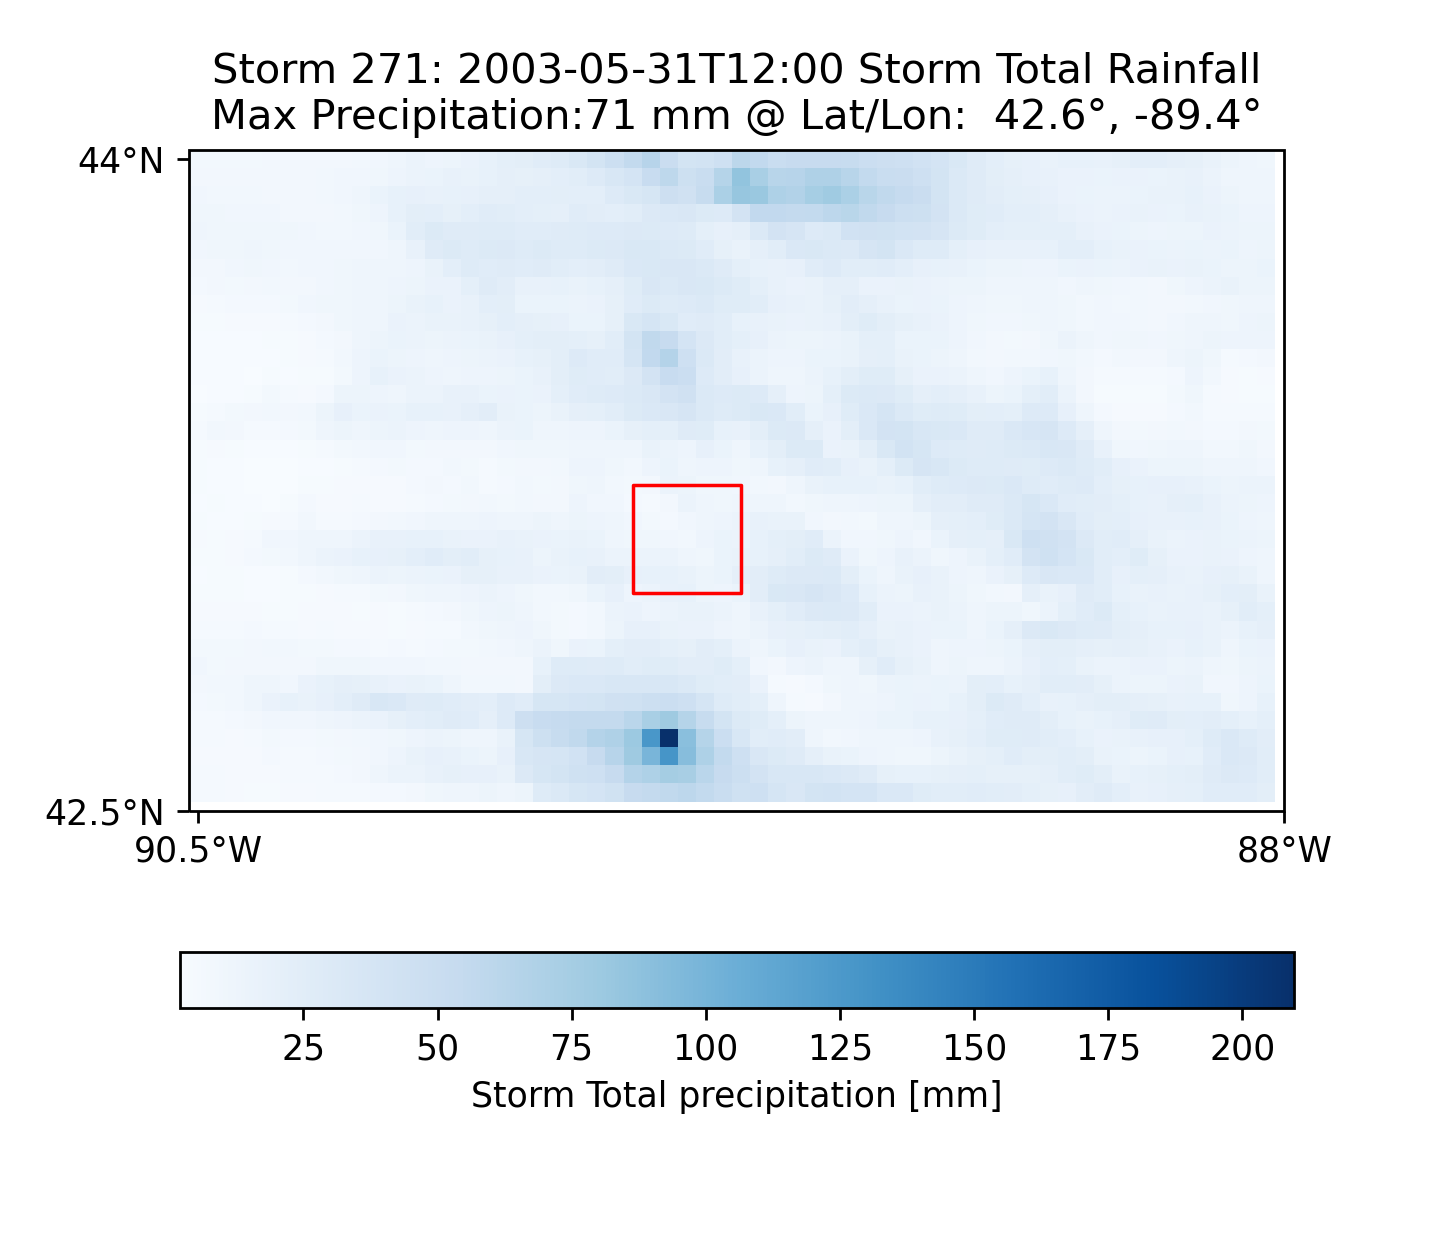 Storm 271: 2003-05-31T12:00 Storm Total Rainfall
Max Precipitation:71 mm @ Lat/Lon:  42.6°, -89.4°
44°N
42.5°N
90.5°W 88°W
25 50 75 100 125 150 175 200
Storm Total precipitation [mm]